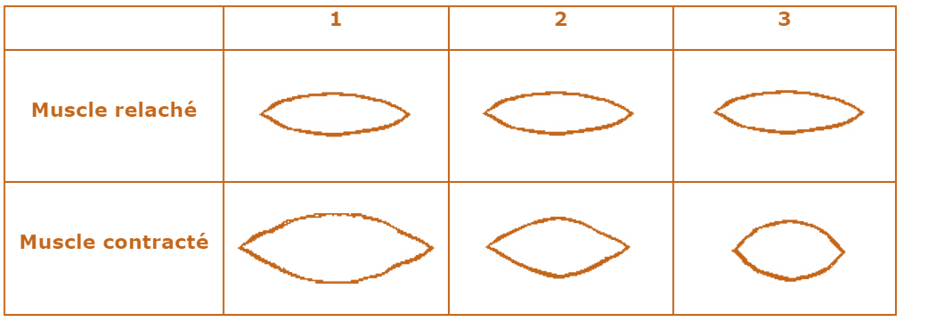 1 2 3
Muscle relaché
Muscle contracté